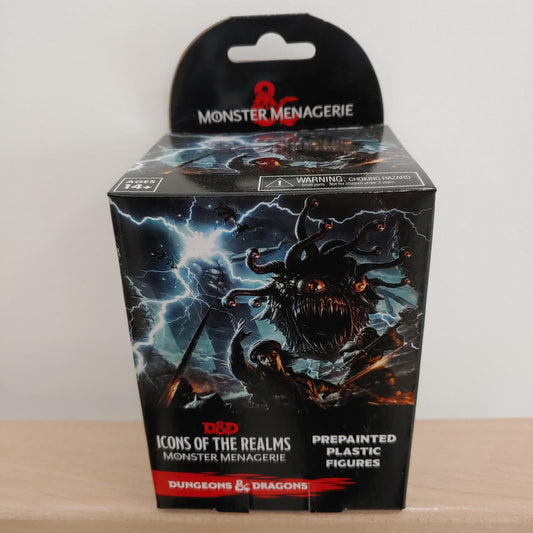 &
MONSTER MENAGERIE
AGES
14+
WARNING: CHOKING HAZARD
Small parts. Not for children under 3 years.
D&D
ICONS OF THE REALMS
MONSTER MENAGERIE
PREPAINTED
PLASTIC
FIGURES
DUNGEONS & DRAGONS